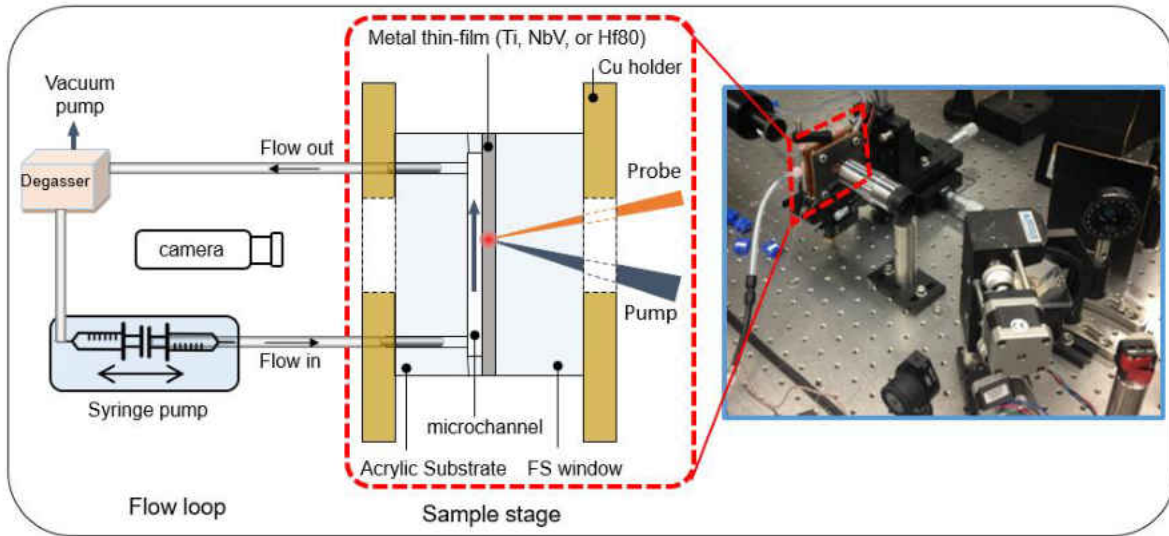 Metal thin-film (Ti, NbV, or Hf80)
Cu holder
Vacuum
pump
Flow out
Degasser
Probe
camera
Pump
Flow in
Syringe pump
microchannel
Acrylic Substrate
FS window
Flow loop
Sample stage